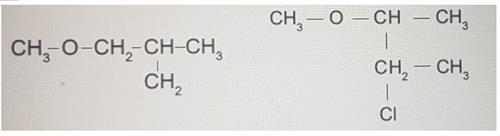 CH₃–O–CH₂–CH–CH₃
CH₂
CH₃ — O — CH — CH₃
CH₂ — CH₃
Cl